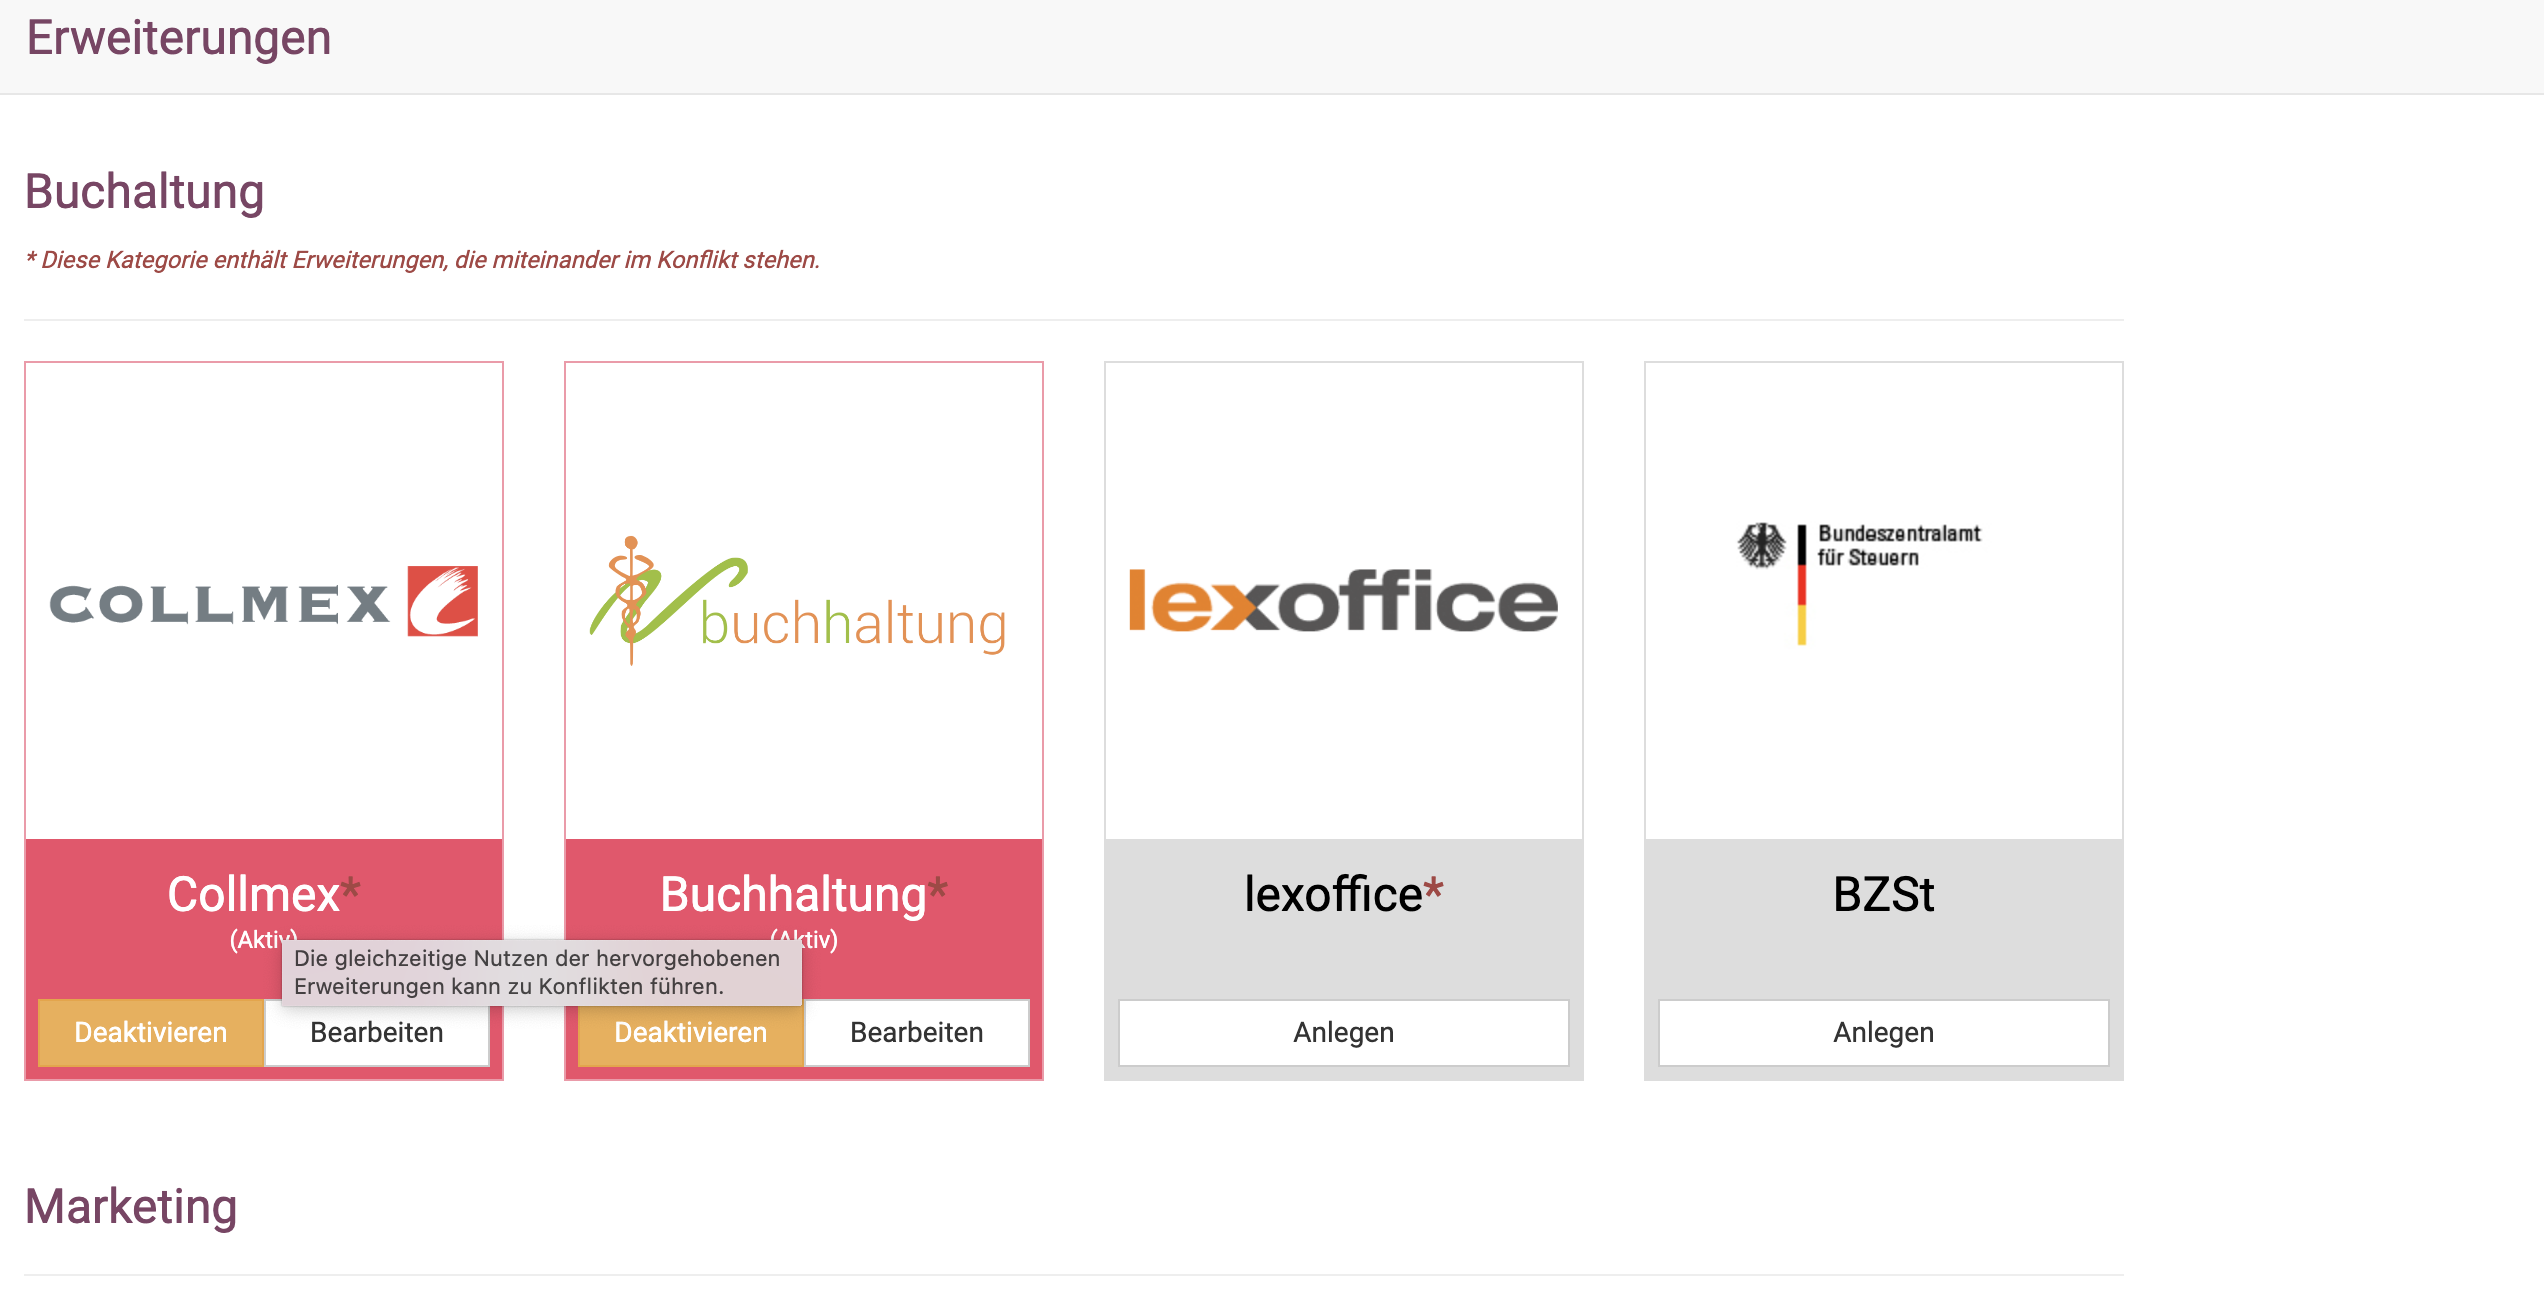 Erweiterungen
Buchaltung
* Diese Kategorie enthält Erweiterungen, die miteinander im Konflikt stehen.
COLLMEX
buchhaltung
lexoffice
Bundeszentralamt
für Steuern
Collmex*
(Aktiv)
Buchhaltung*
(Aktiv)
lexoffice*
BZSt
Die gleichzeitige Nutzen der hervorgehobenen
Erweiterungen kann zu Konflikten führen.
Deaktivieren
Bearbeiten
Deaktivieren
Bearbeiten
Anlegen
Anlegen
Marketing